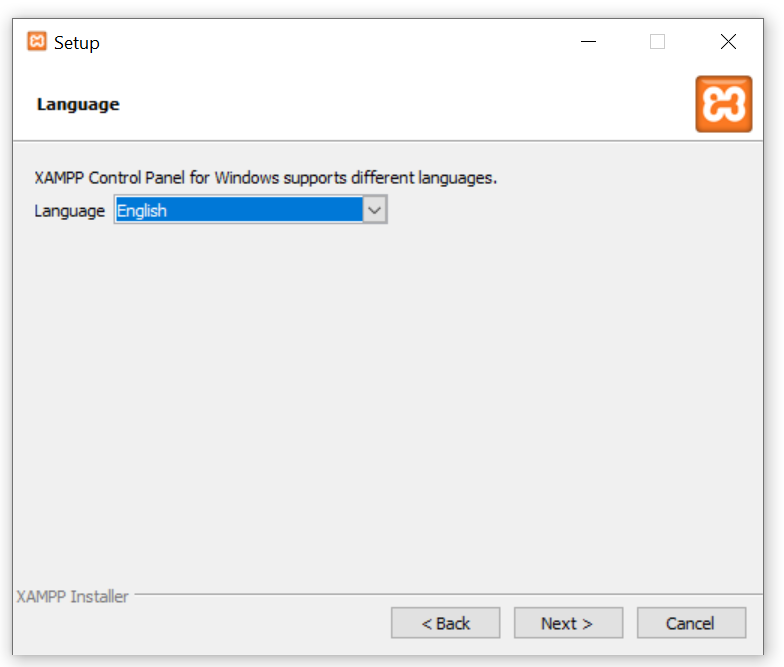 Setup
Language
XAMPP Control Panel for Windows supports different languages.
Language English
XAMPP Installer
< Back Next > Cancel